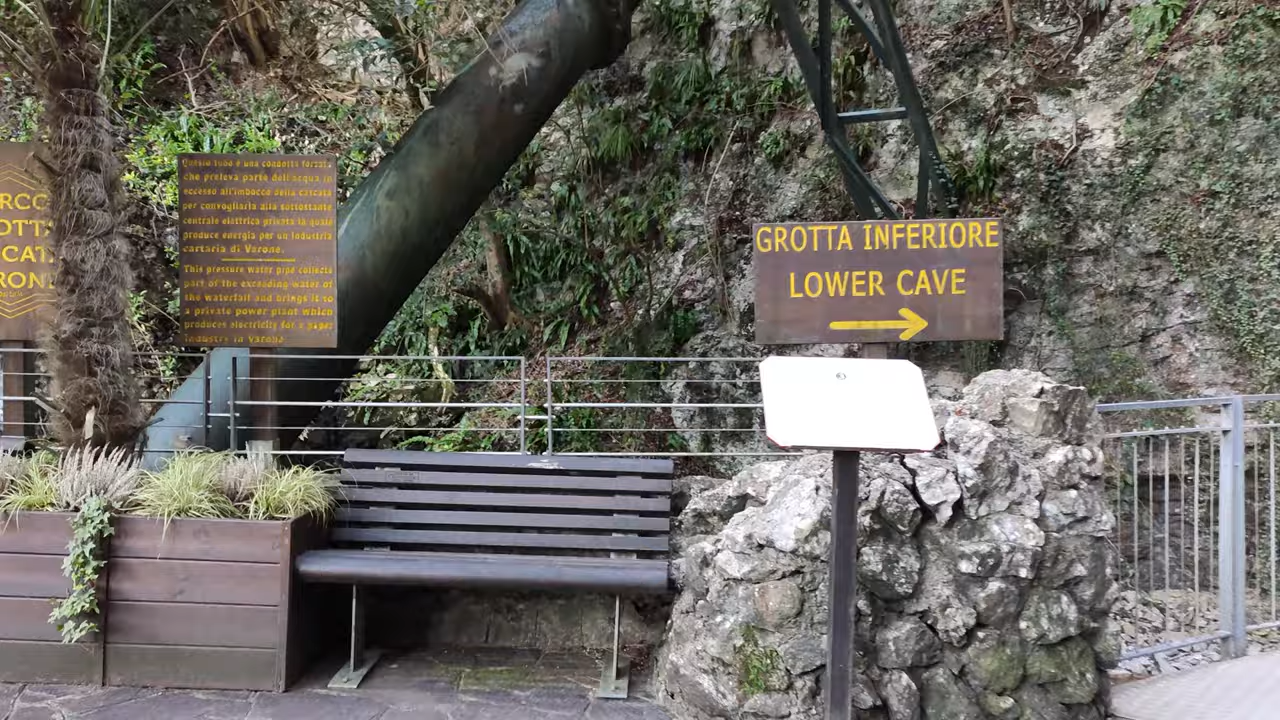 RCO
OTT
CAT
RON
Questo tubo è una condotta forzata
che preleva parte dell'acqua in
eccesso all'imbocco della cascata
per convogliarla alla sottostante
centrale elettrica privata la quale
produce energia per un industria
cartaria di Varone.
This pressure water pipe collects
part of the exceeding water of
the waterfall and brings it to
a private power plant which
produces electricity for a paper
industry in Varone
GROTTA INFERIORE
LOWER CAVE